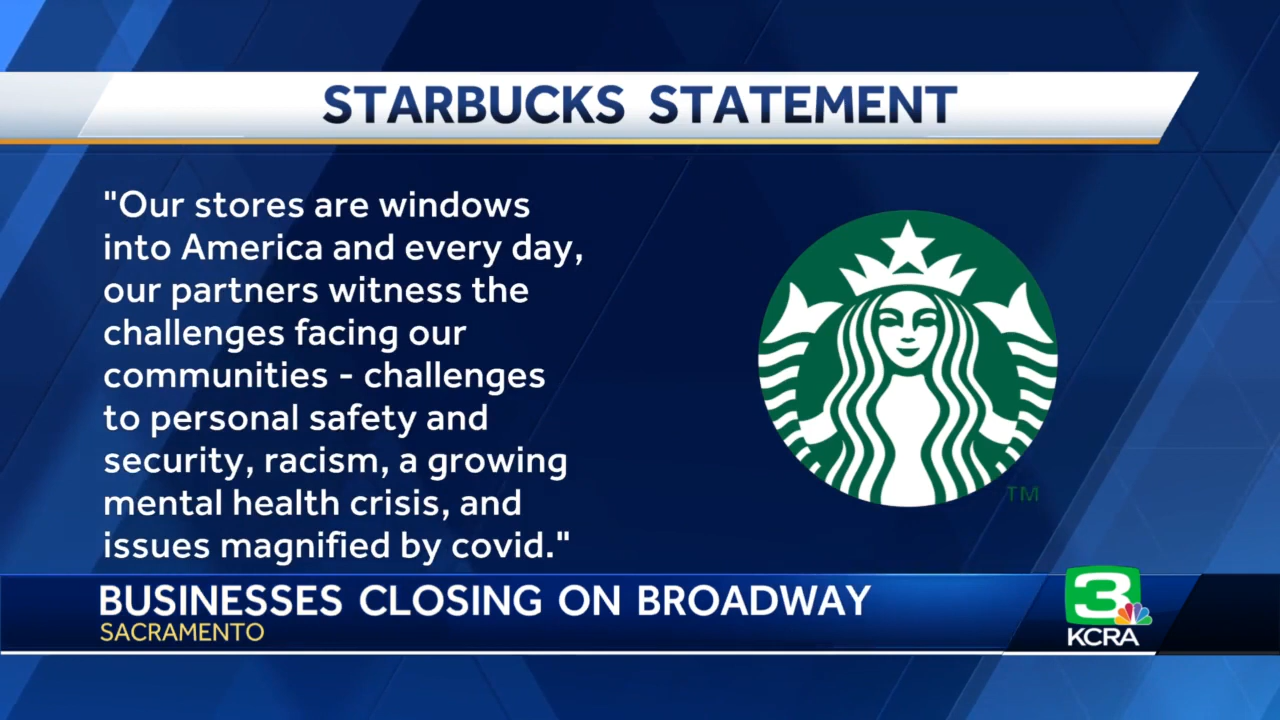 STARBUCKS STATEMENT
"Our stores are windows
into America and every day,
our partners witness the
challenges facing our
communities - challenges
to personal safety and
security, racism, a growing
mental health crisis, and
issues magnified by covid."
TM
BUSINESSES CLOSING ON BROADWAY
SACRAMENTO
3
KCRA